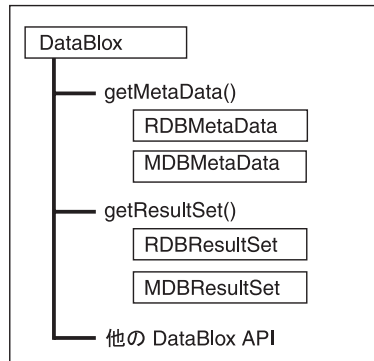 DataBlox
getMetaData()
RDBMetaData
MDBMetaData
getResultSet()
RDBResultSet
MDBResultSet
他の DataBlox API